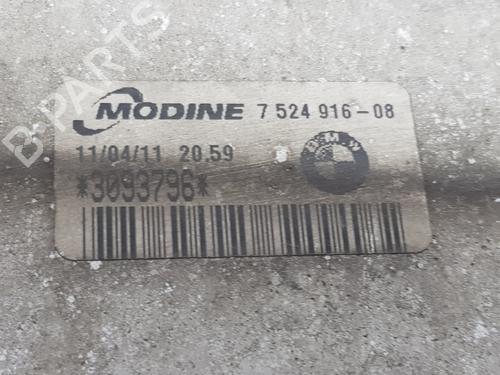 MODINE 7 524 916-08
BMW
11/04/11 20.59
*3093796*
B-PARTS